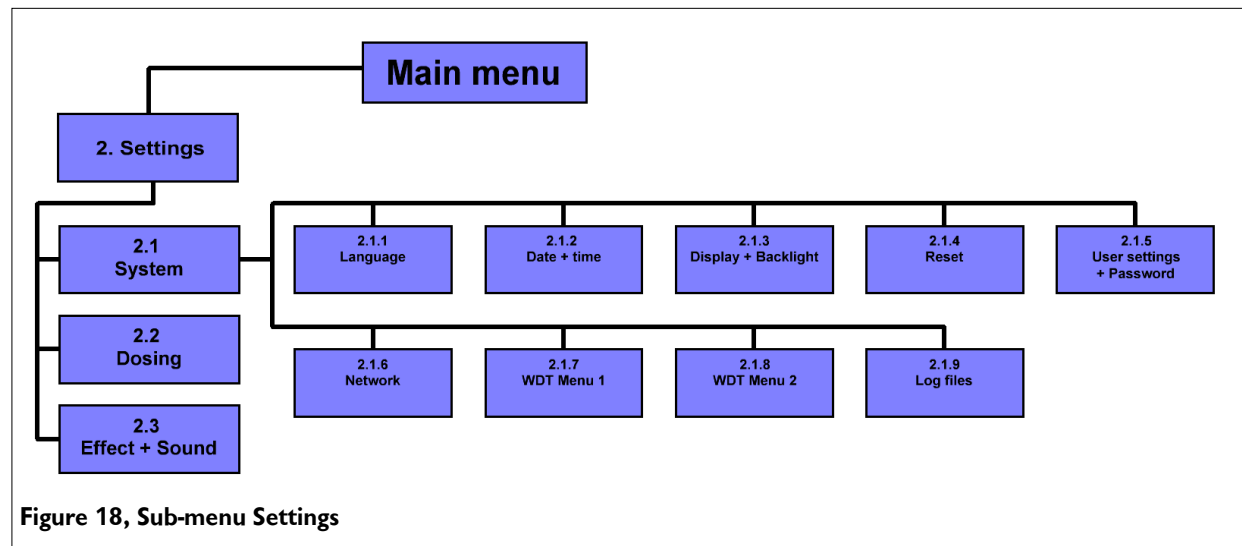 Main menu
2. Settings
2.1
System
2.1.1
Language
2.1.2
Date + time
2.1.3
Display + Backlight
2.1.4
Reset
2.1.5
User settings
+ Password
2.2
Dosing
2.1.6
Network
2.1.7
WDT Menu 1
2.1.8
WDT Menu 2
2.1.9
Log files
2.3
Effect + Sound
Figure 18, Sub-menu Settings